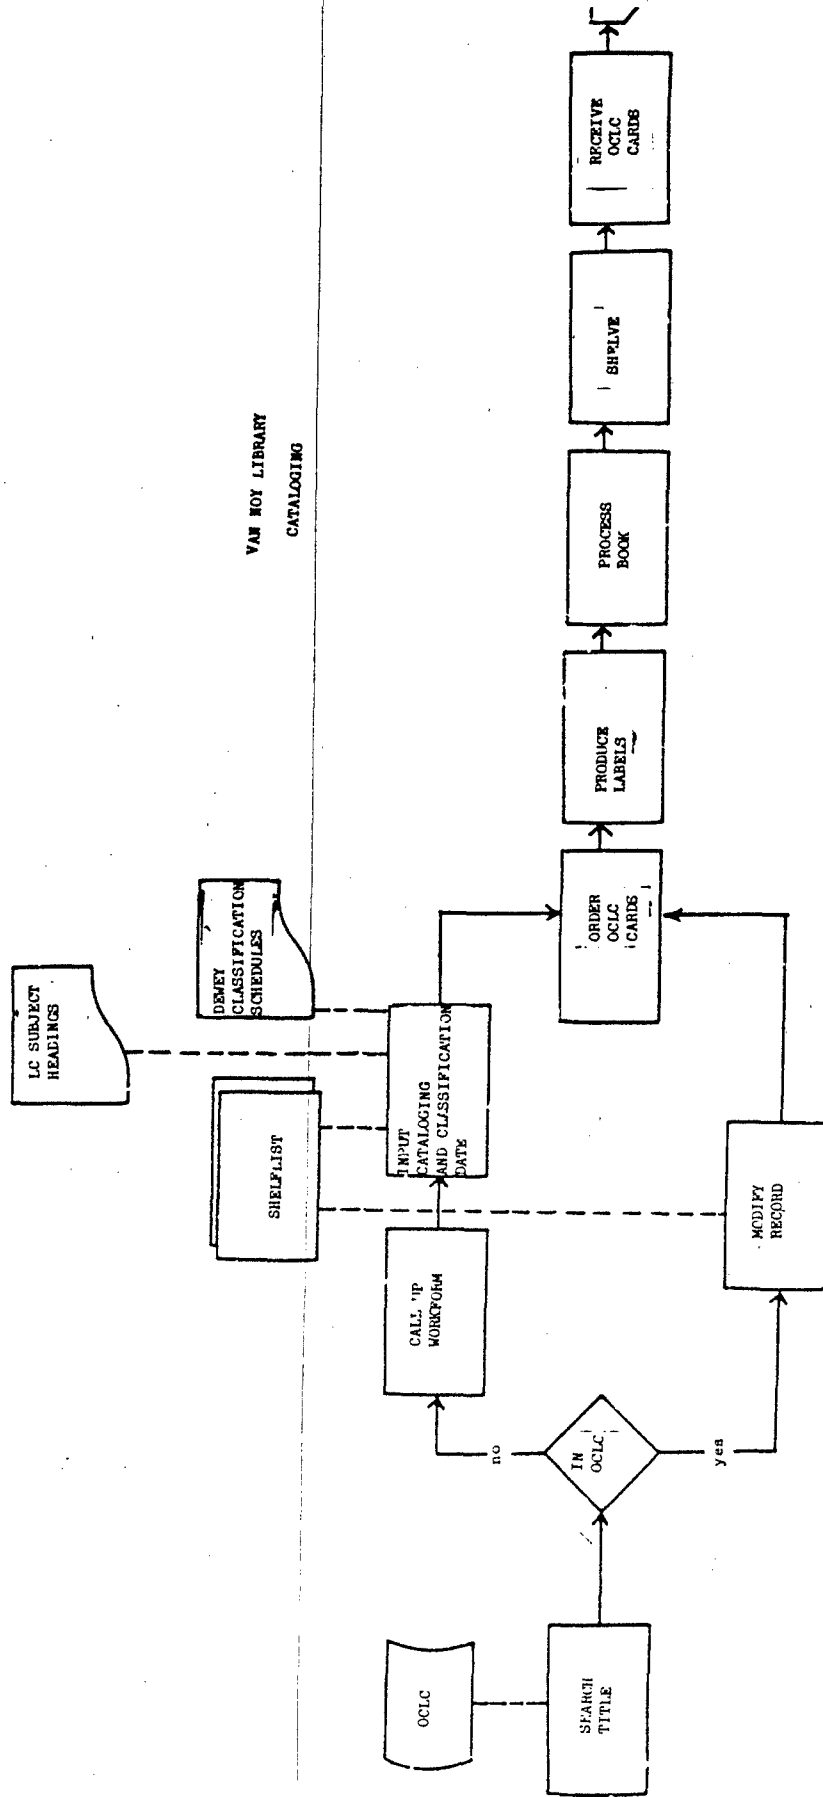 VAN NOY LIBRARY
CATALOGING
LC SUBJECT
HEADINGS
DEWEY
CLASSIFICATION
SCHEDULES
SHELFLIST
OCLC
SEARCH
TITLE
IN
OCLC
no
yes
CALL UP
WORKFORM
INPUT
CATALOGING
AND CLASSIFICATION
DATE
MODIFY
RECORD
ORDER
OCLC
CARDS
PRODUCE
LABELS
PROCESS
BOOK
SHELVE
RECEIVE
OCLC
CARDS